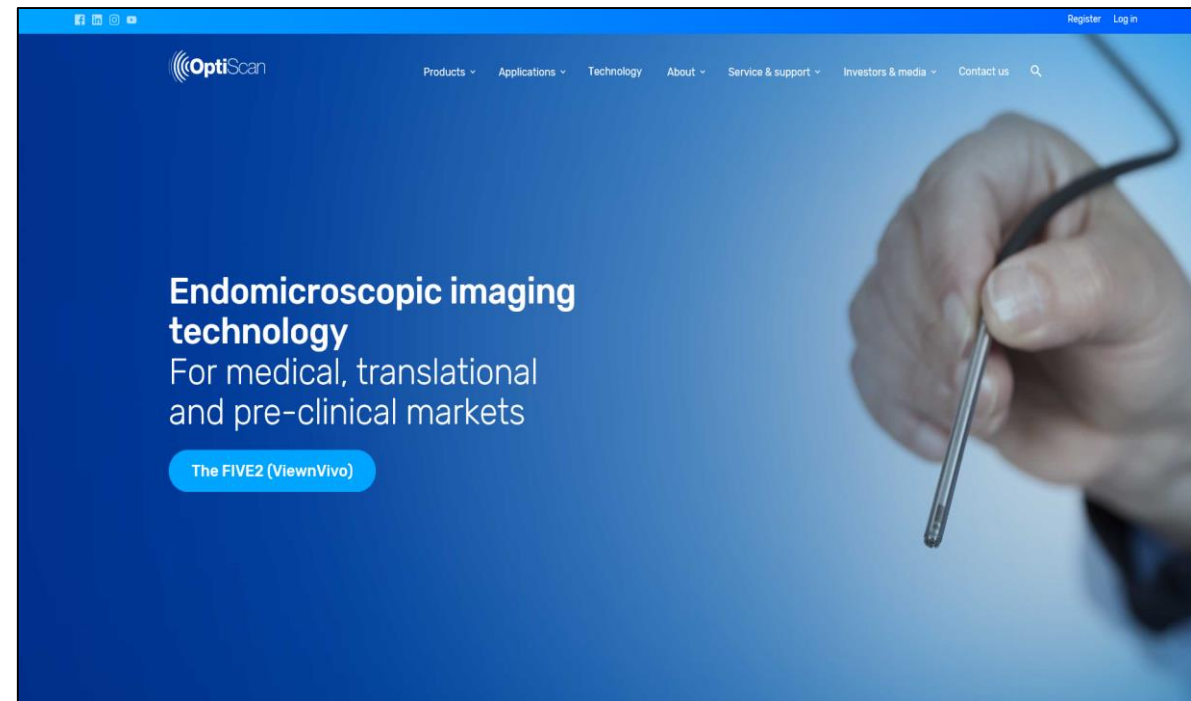 Register Log in
OptiScan
Products Applications Technology About Service & support Investors & media Contact us
Endomicroscopic imaging
technology
For medical, translational
and pre-clinical markets
The FIVE2 (ViewnVivo)